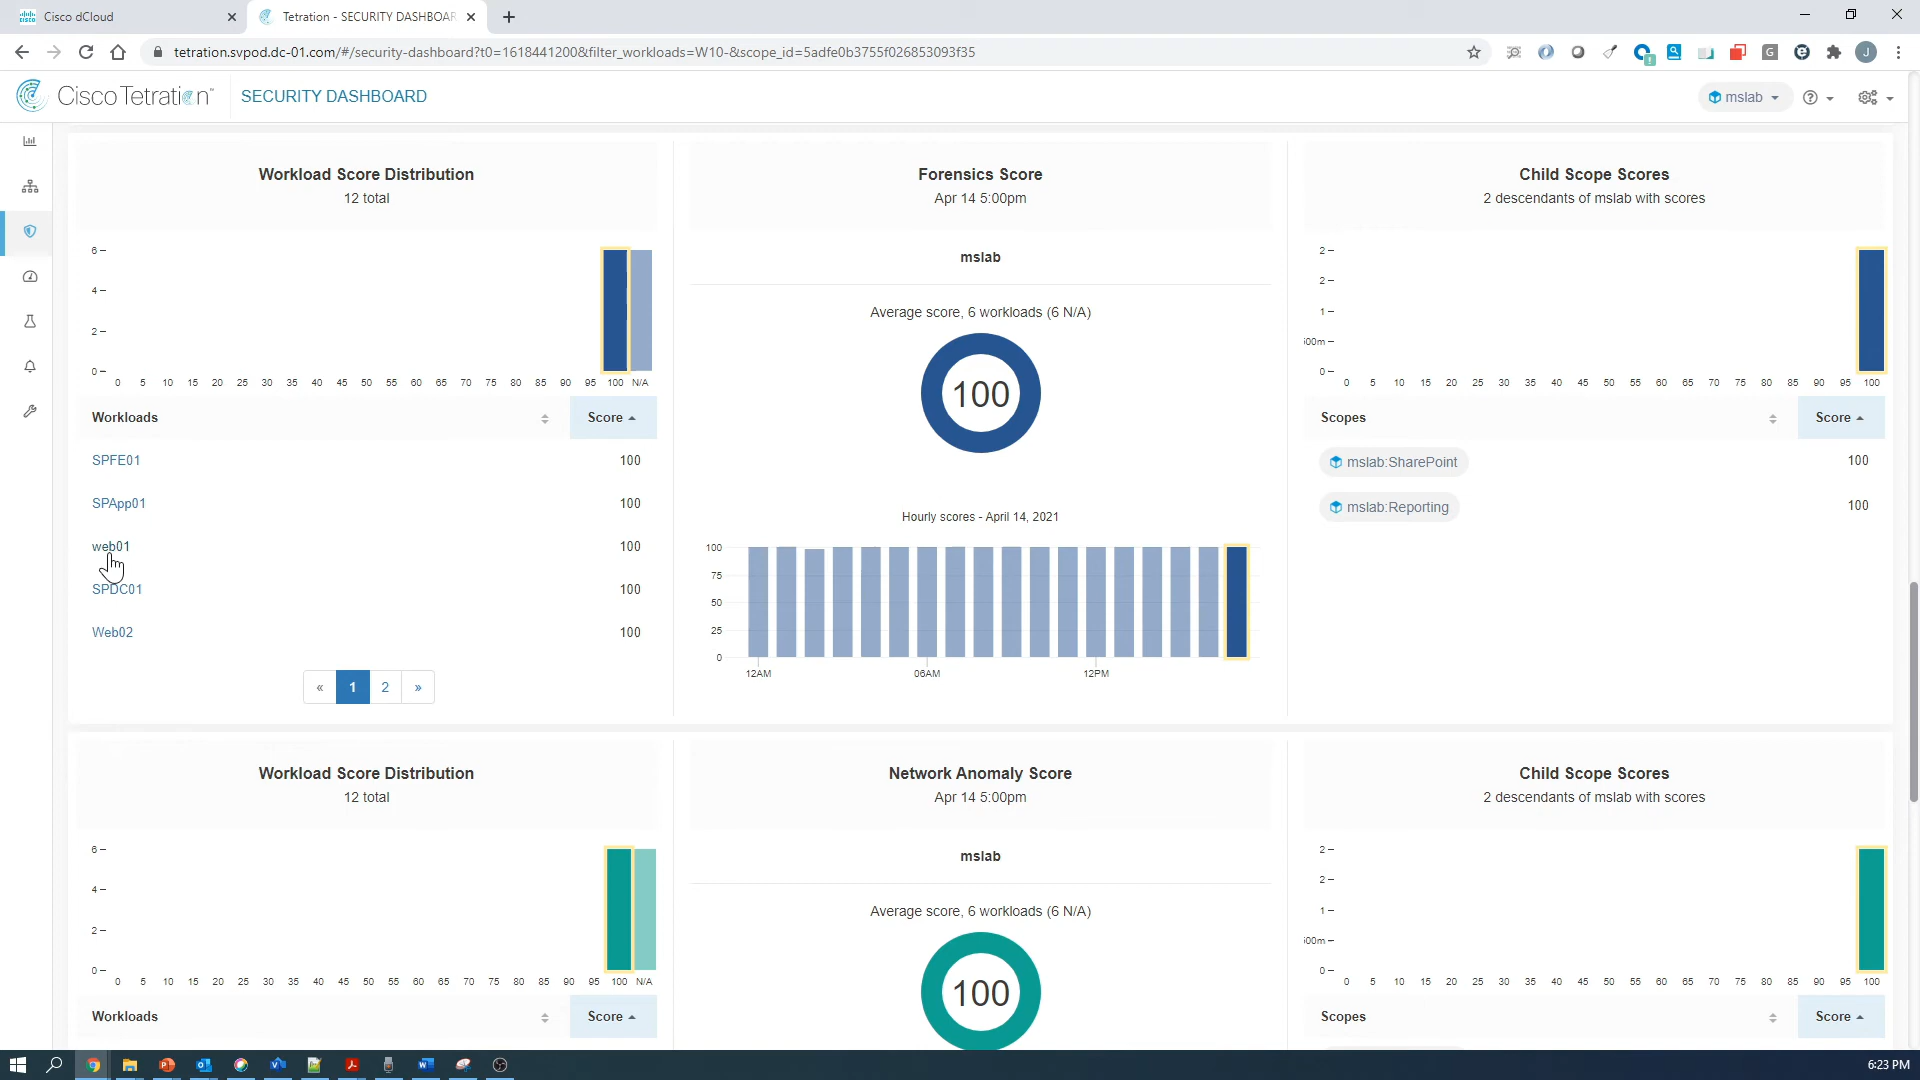 Cisco dCloud
Tetration - SECURITY DASHBOAR
tetration.svpod.dc-01.com/#/security-dashboard?t0=1618441200&filter_workloads=W10-&scope_id=5adfe0b3755f026853093f35
Cisco Tetration™ SECURITY DASHBOARD
mslab
Workload Score Distribution
12 total
6
4
2
0
0 5 10 15 20 25 30 35 40 45 50 55 60 65 70 75 80 85 90 95 100 N/A
Workloads Score
SPFE01 100
SPApp01 100
web01 100
SPDC01 100
Web02 100
« 1 2 »
Forensics Score
Apr 14 5:00pm
mslab
Average score, 6 workloads (6 N/A)
100
Hourly scores - April 14, 2021
100
75
50
25
0
12AM 06AM 12PM
Child Scope Scores
2 descendants of mslab with scores
2
2
1
500m
0
0 5 10 15 20 25 30 35 40 45 50 55 60 65 70 75 80 85 90 95 100
Scopes Score
mslab:SharePoint 100
mslab:Reporting 100
Workload Score Distribution
12 total
6
4
2
0
0 5 10 15 20 25 30 35 40 45 50 55 60 65 70 75 80 85 90 95 100 N/A
Workloads Score
Network Anomaly Score
Apr 14 5:00pm
mslab
Average score, 6 workloads (6 N/A)
100
Child Scope Scores
2 descendants of mslab with scores
2
2
1
500m
0
0 5 10 15 20 25 30 35 40 45 50 55 60 65 70 75 80 85 90 95 100
Scopes Score
6:23 PM